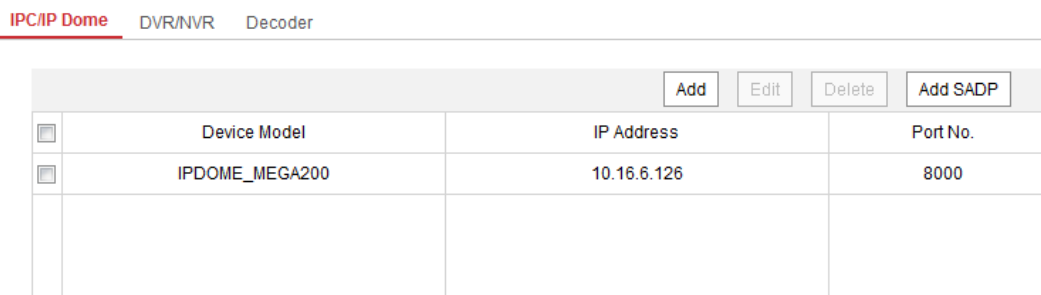 IPC/IP Dome DVR/NVR Decoder
Add Edit Delete Add SADP
Device Model IP Address Port No.
IPDOME_MEGA200 10.16.6.126 8000